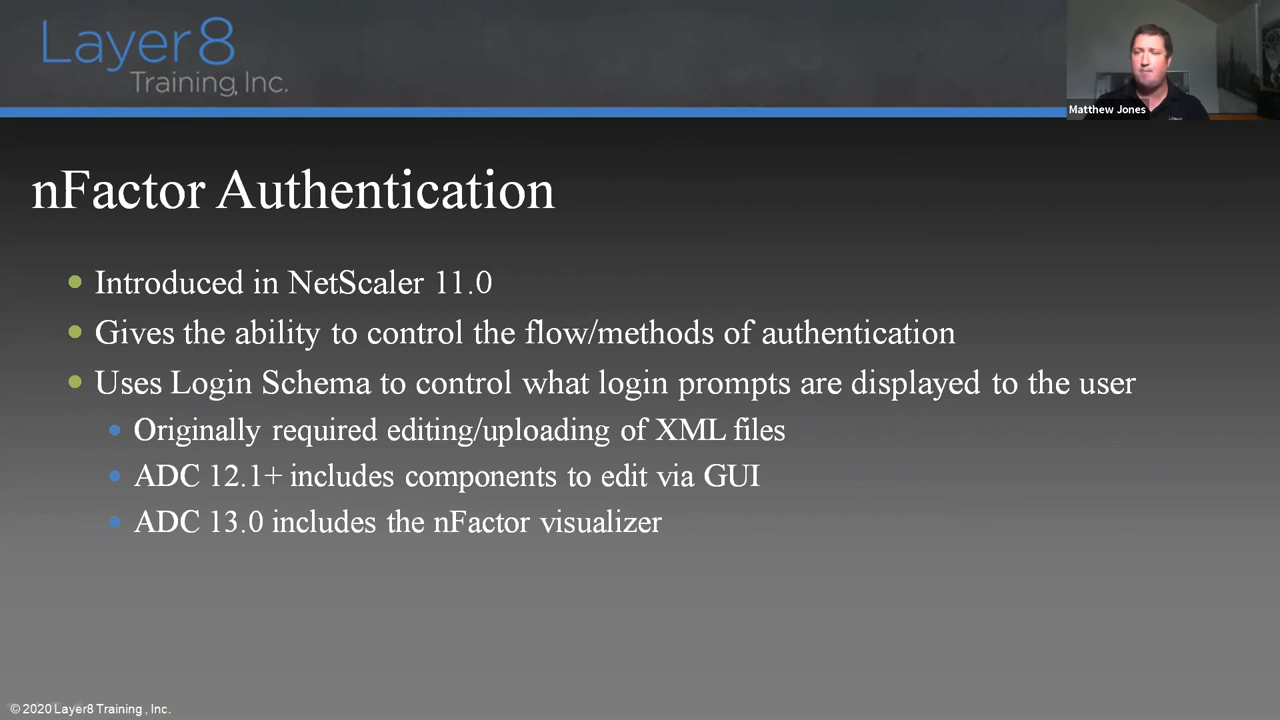 Layer8
Training, Inc.
Matthew Jones
nFactor Authentication
Introduced in NetScaler 11.0
Gives the ability to control the flow/methods of authentication
Uses Login Schema to control what login prompts are displayed to the user
Originally required editing/uploading of XML files
ADC 12.1+ includes components to edit via GUI
ADC 13.0 includes the nFactor visualizer
© 2020 Layer8 Training , Inc.